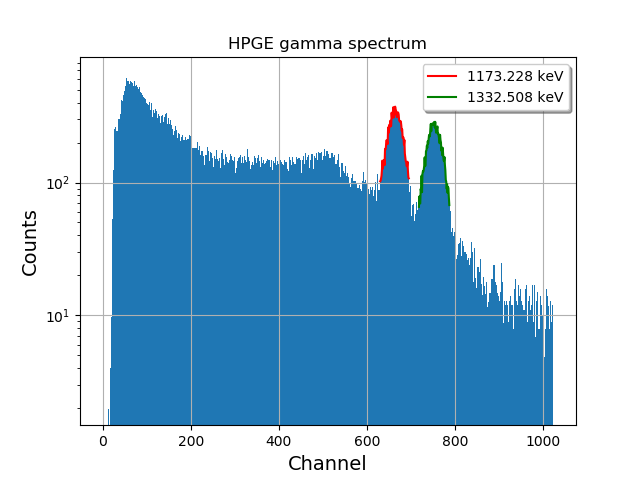 HPGE gamma spectrum
1173.228 keV
1332.508 keV
10²
10¹
Counts
0 200 400 600 800 1000
Channel